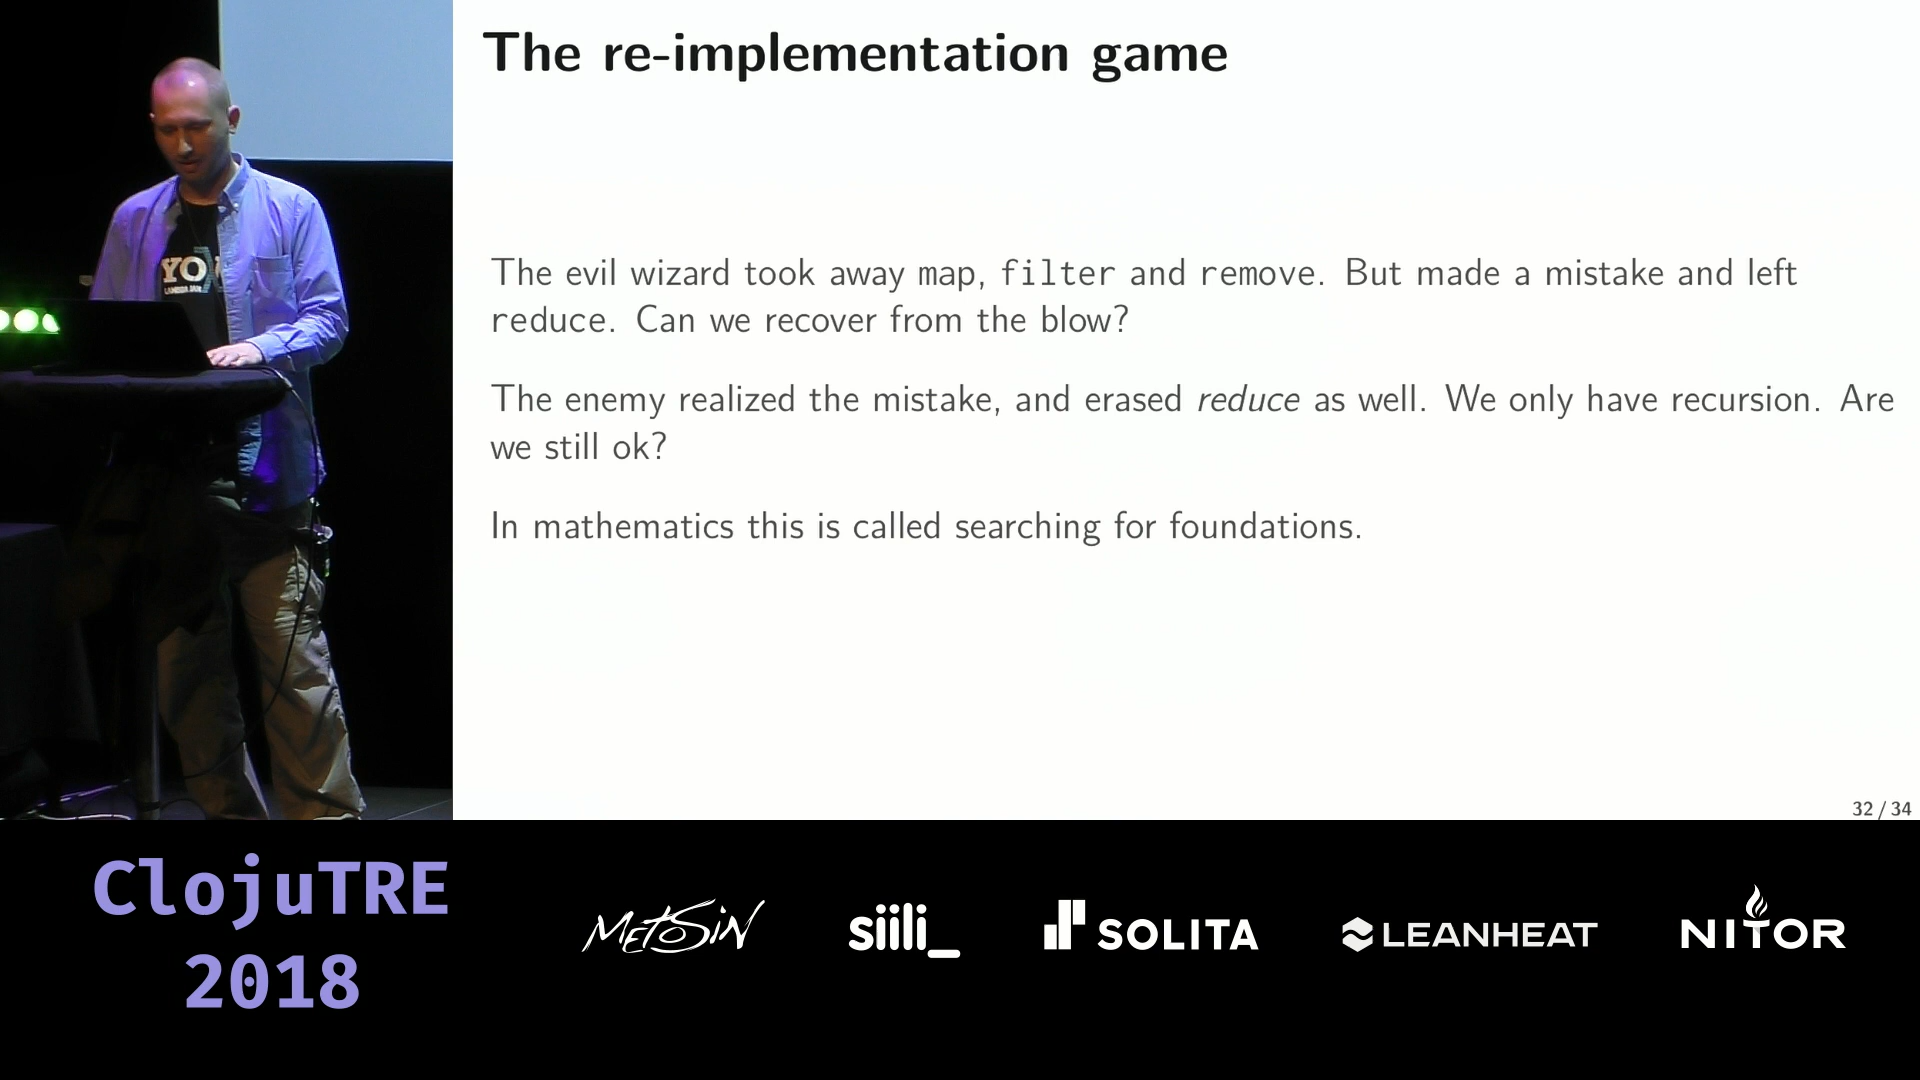 The re-implementation game
The evil wizard took away map, filter and remove. But made a mistake and left
reduce. Can we recover from the blow?
The enemy realized the mistake, and erased reduce as well. We only have recursion. Are
we still ok?
In mathematics this is called searching for foundations.
32 / 34
YO
LAMBDA JAM
ClojuTRE
2018
METOSIN
siili_
SOLITA
LEANHEAT
NITOR